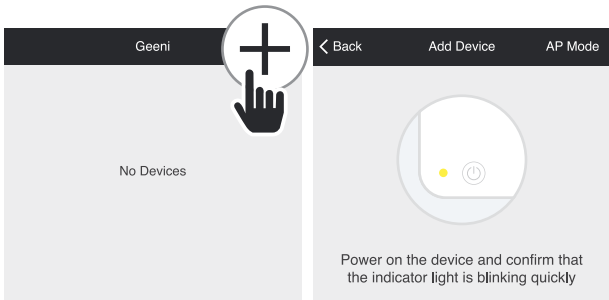 Geeni
No Devices
Back
Add Device
AP Mode
Power on the device and confirm that
the indicator light is blinking quickly